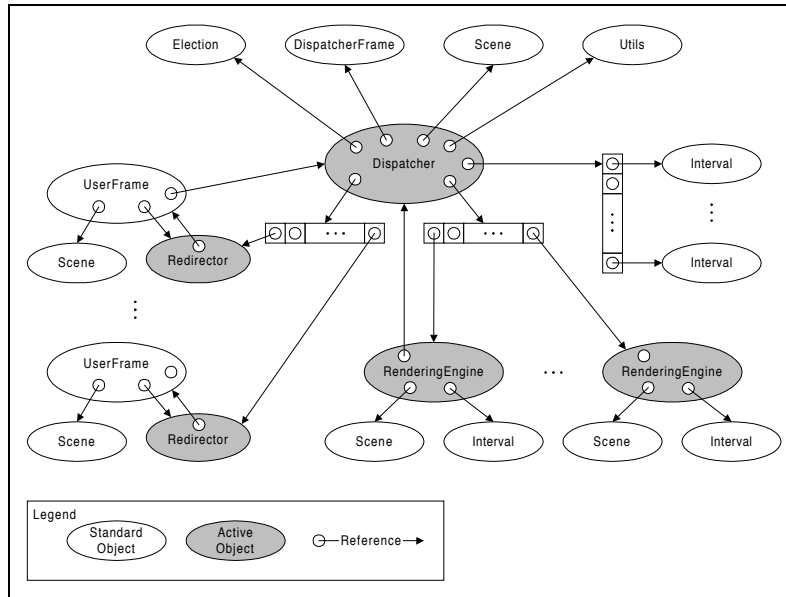 Election
DispatcherFrame
Scene
Utils
Dispatcher
Interval
UserFrame
...
Redirector
...
...
Scene
Interval
UserFrame
RenderingEngine
...
RenderingEngine
Scene
Redirector
Scene
Interval
Scene
Interval
Legend
Standard
Object
Active
Object
Reference